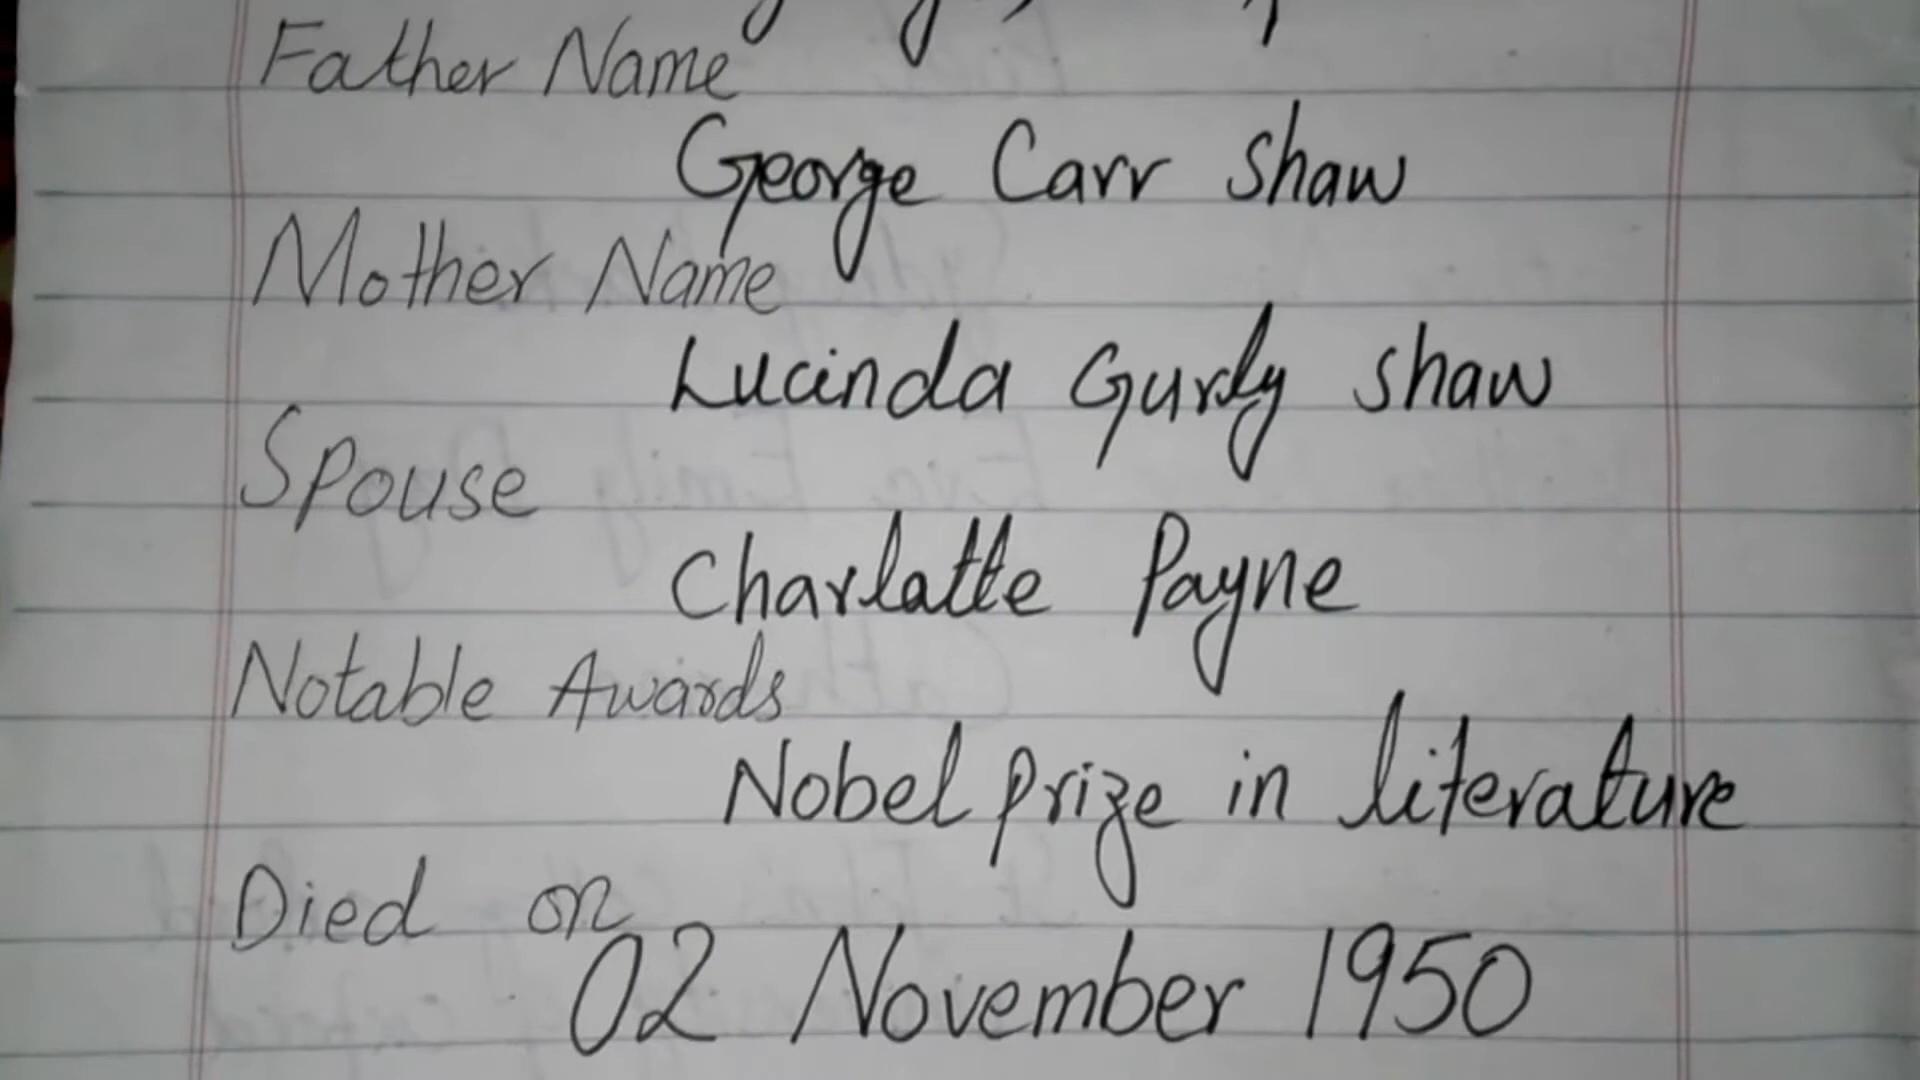 Father Name
George Carr Shaw
Mother Name
Lucinda Gurly Shaw
Spouse
Charlatte Payne
Notable Awards
Nobel prize in literature
Died on
02 November 1950